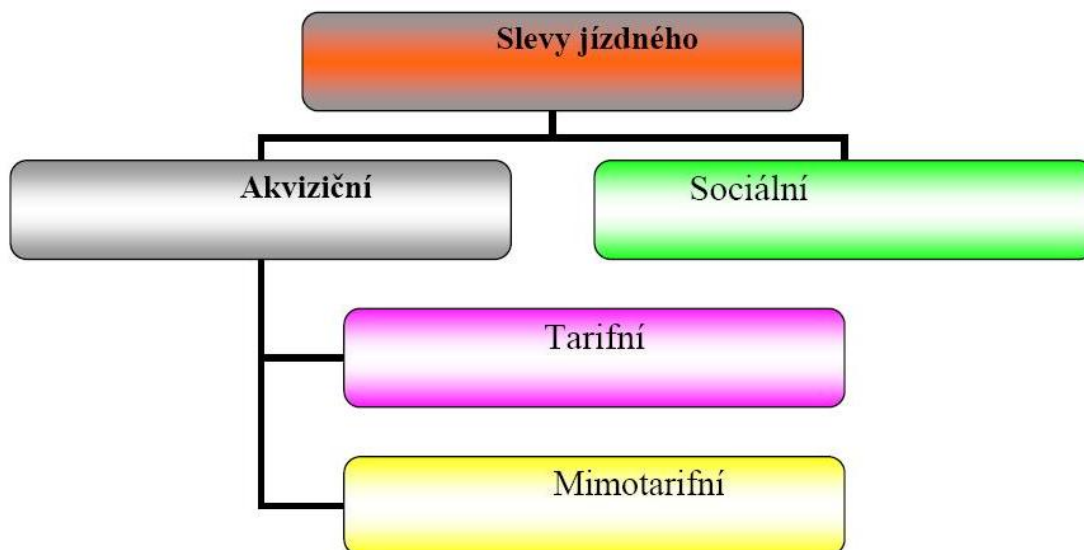 Slevy jízdného
Akviziční
Sociální
Tarifní
Mimotarifní